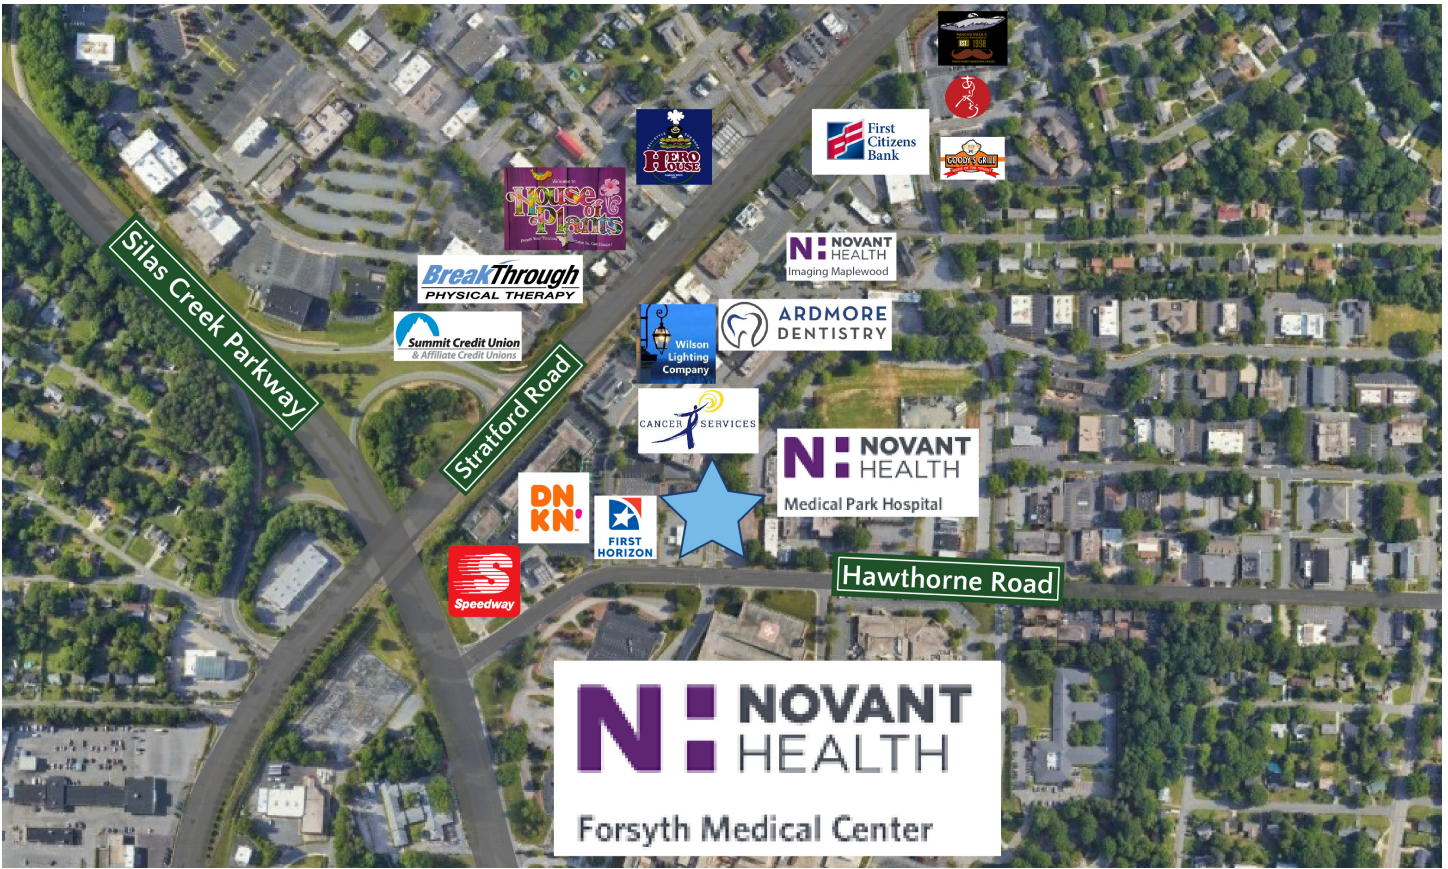 EST. 1998
First
Citizens
Bank
GOODY'S GRILL
HERO
HOUSE
Welcome to
House
of
Plants
NOVANT
HEALTH
Imaging Maplewood
Silas Creek Parkway
BreakThrough
PHYSICAL THERAPY
Summit Credit Union
& Affiliate Credit Unions
Wilson
Lighting
Company
ARDMORE
DENTISTRY
Stratford Road
CANCER SERVICES
NOVANT
HEALTH
Medical Park Hospital
DN
KN'
FIRST
HORIZON
Speedway
Hawthorne Road
NOVANT
HEALTH
Forsyth Medical Center